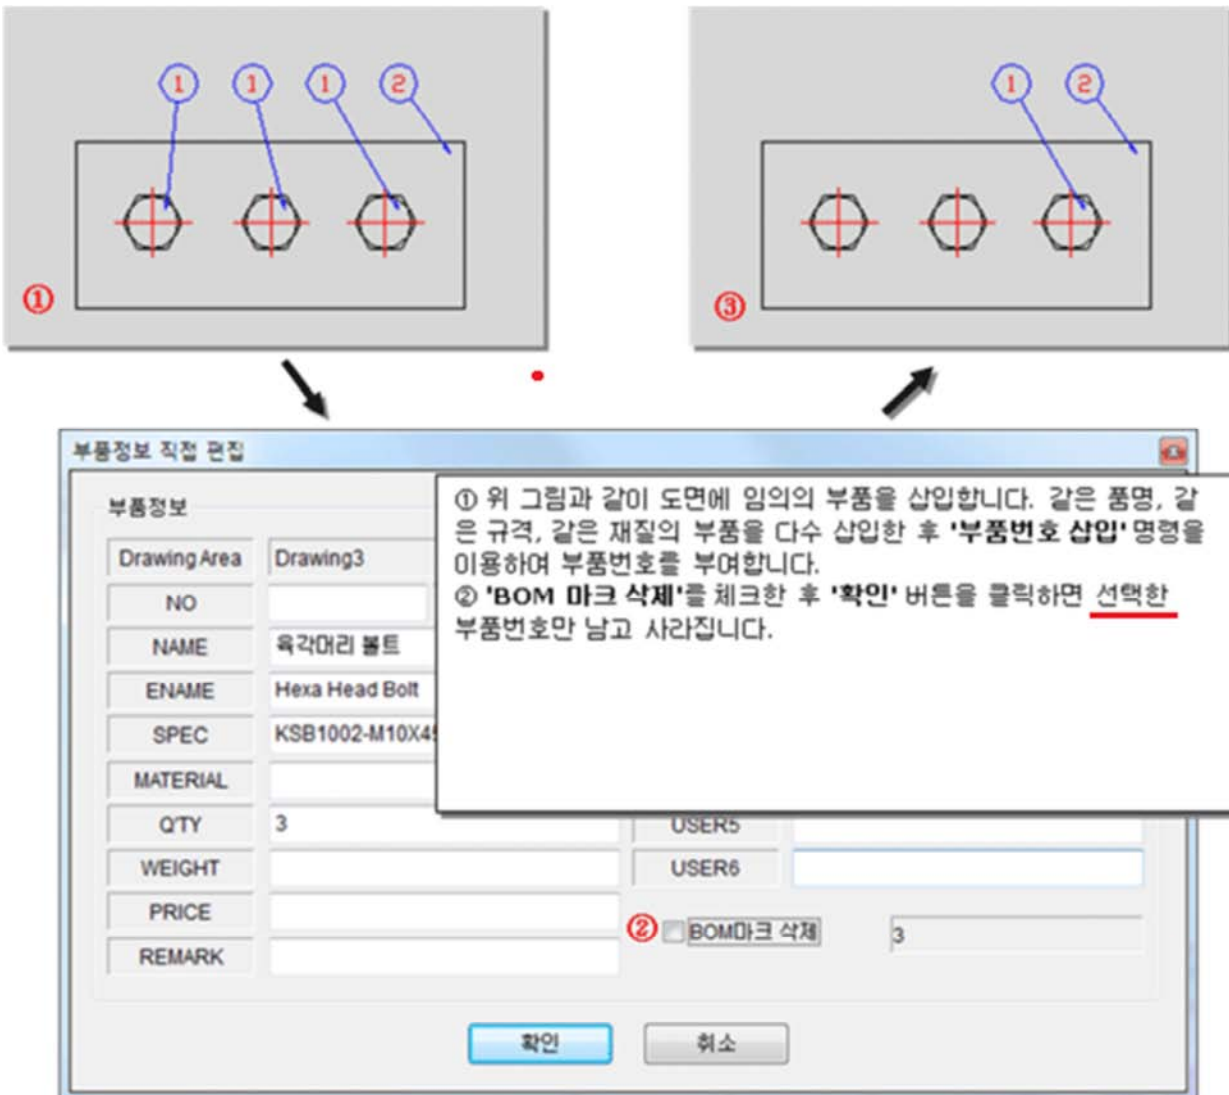 1 1 1 2
①
1 2
③
부품정보 직접 편집
부품정보
Drawing Area Drawing3
NO
NAME 육각머리 볼트
ENAME Hexa Head Bolt
SPEC KSB1002-M10X45
MATERIAL
Q'TY 3
WEIGHT
PRICE
REMARK
① 위 그림과 같이 도면에 임의의 부품을 삽입합니다. 같은 품명, 같
은 규격, 같은 재질의 부품을 다수 삽입한 후 '부품번호 삽입' 명령을
이용하여 부품번호를 부여합니다.
② 'BOM 마크 삭제'를 체크한 후 '확인' 버튼을 클릭하면 선택한
부품번호만 남고 사라집니다.
USER5
USER6
② BOM마크 삭제 3
확인 취소